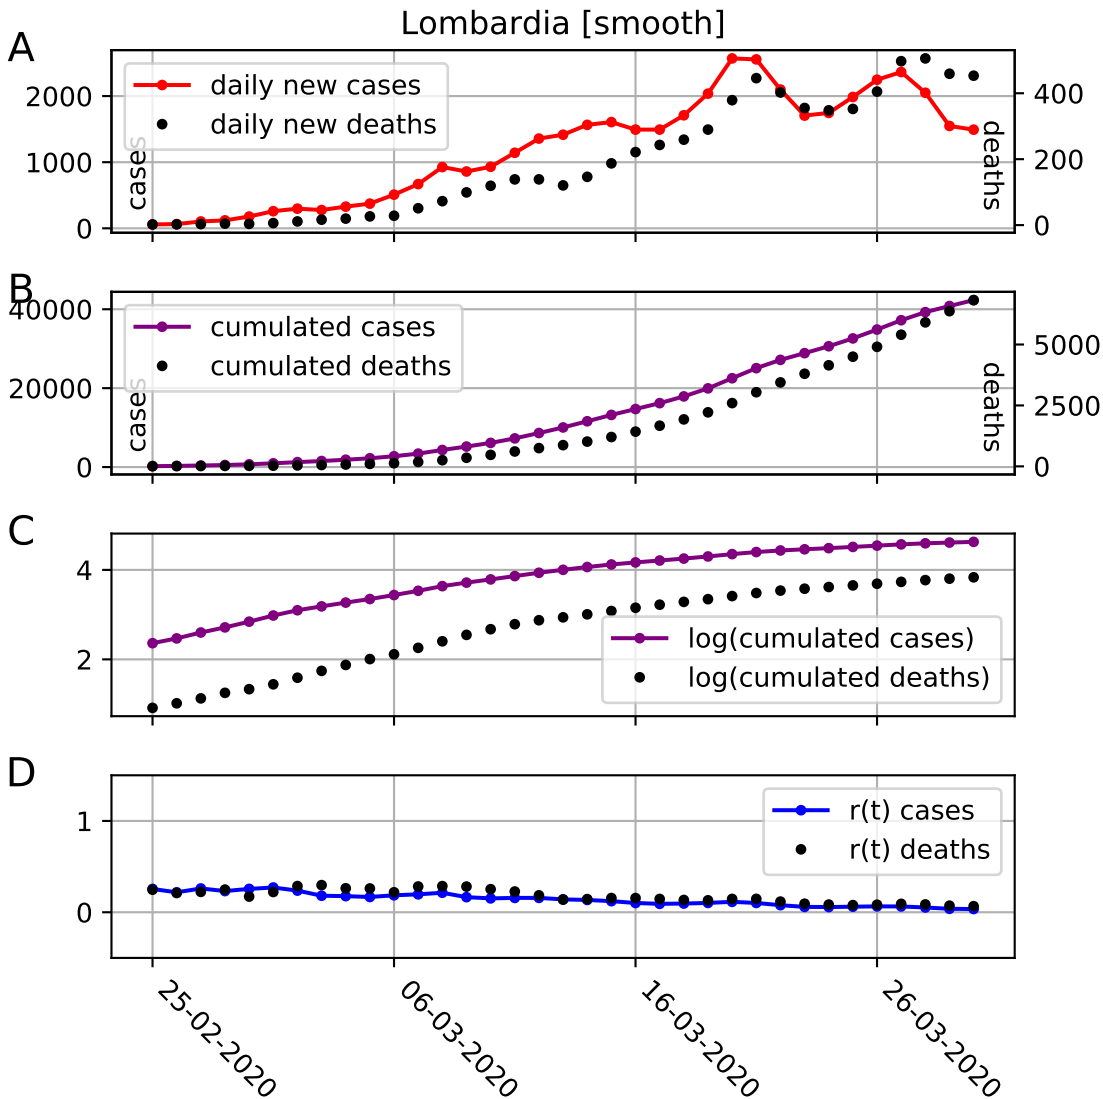 Lombardia [smooth]
A
daily new cases
daily new deaths
2000
1000
0
cases
400
200
0
deaths
B
cumulated cases
cumulated deaths
40000
20000
0
cases
5000
2500
0
deaths
C
4
2
log(cumulated cases)
log(cumulated deaths)
D
1
0
r(t) cases
r(t) deaths
25-02-2020
06-03-2020
16-03-2020
26-03-2020